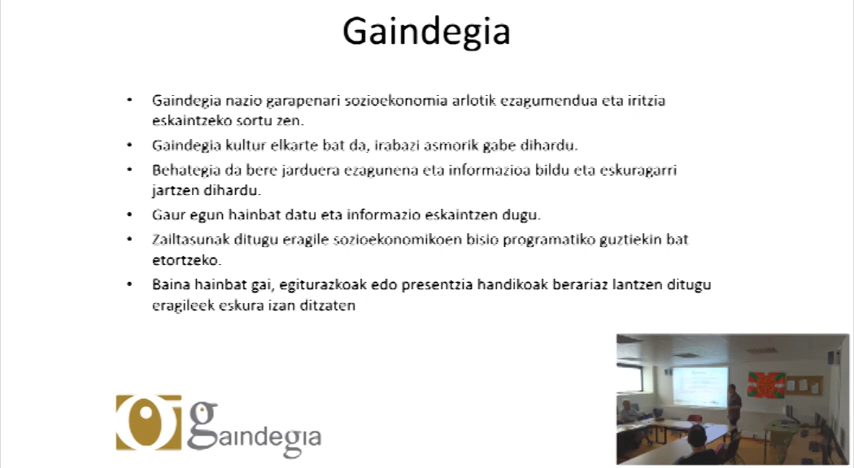 Gaindegia
• Gaindegia nazio garapenari sozioekonomia arlotik ezagumendua eta iritzia
eskaintzeko sortu zen.
• Gaindegia kultur elkarte bat da, irabazi asmorik gabe dihardu.
• Behategia da bere jarduera ezagunena eta informazioa bildu eta eskuragarri
jartzen dihardu.
• Gaur egun hainbat datu eta informazio eskaintzen dugu.
• Zailtasunak ditugu eragile sozioekonomikoen bisio programatiko guztiekin bat
etortzeko.
• Baina hainbat gai, egiturazkoak edo presentzia handikoak berariaz lantzen ditugu
eragileek eskura izan ditzaten
gaindegia